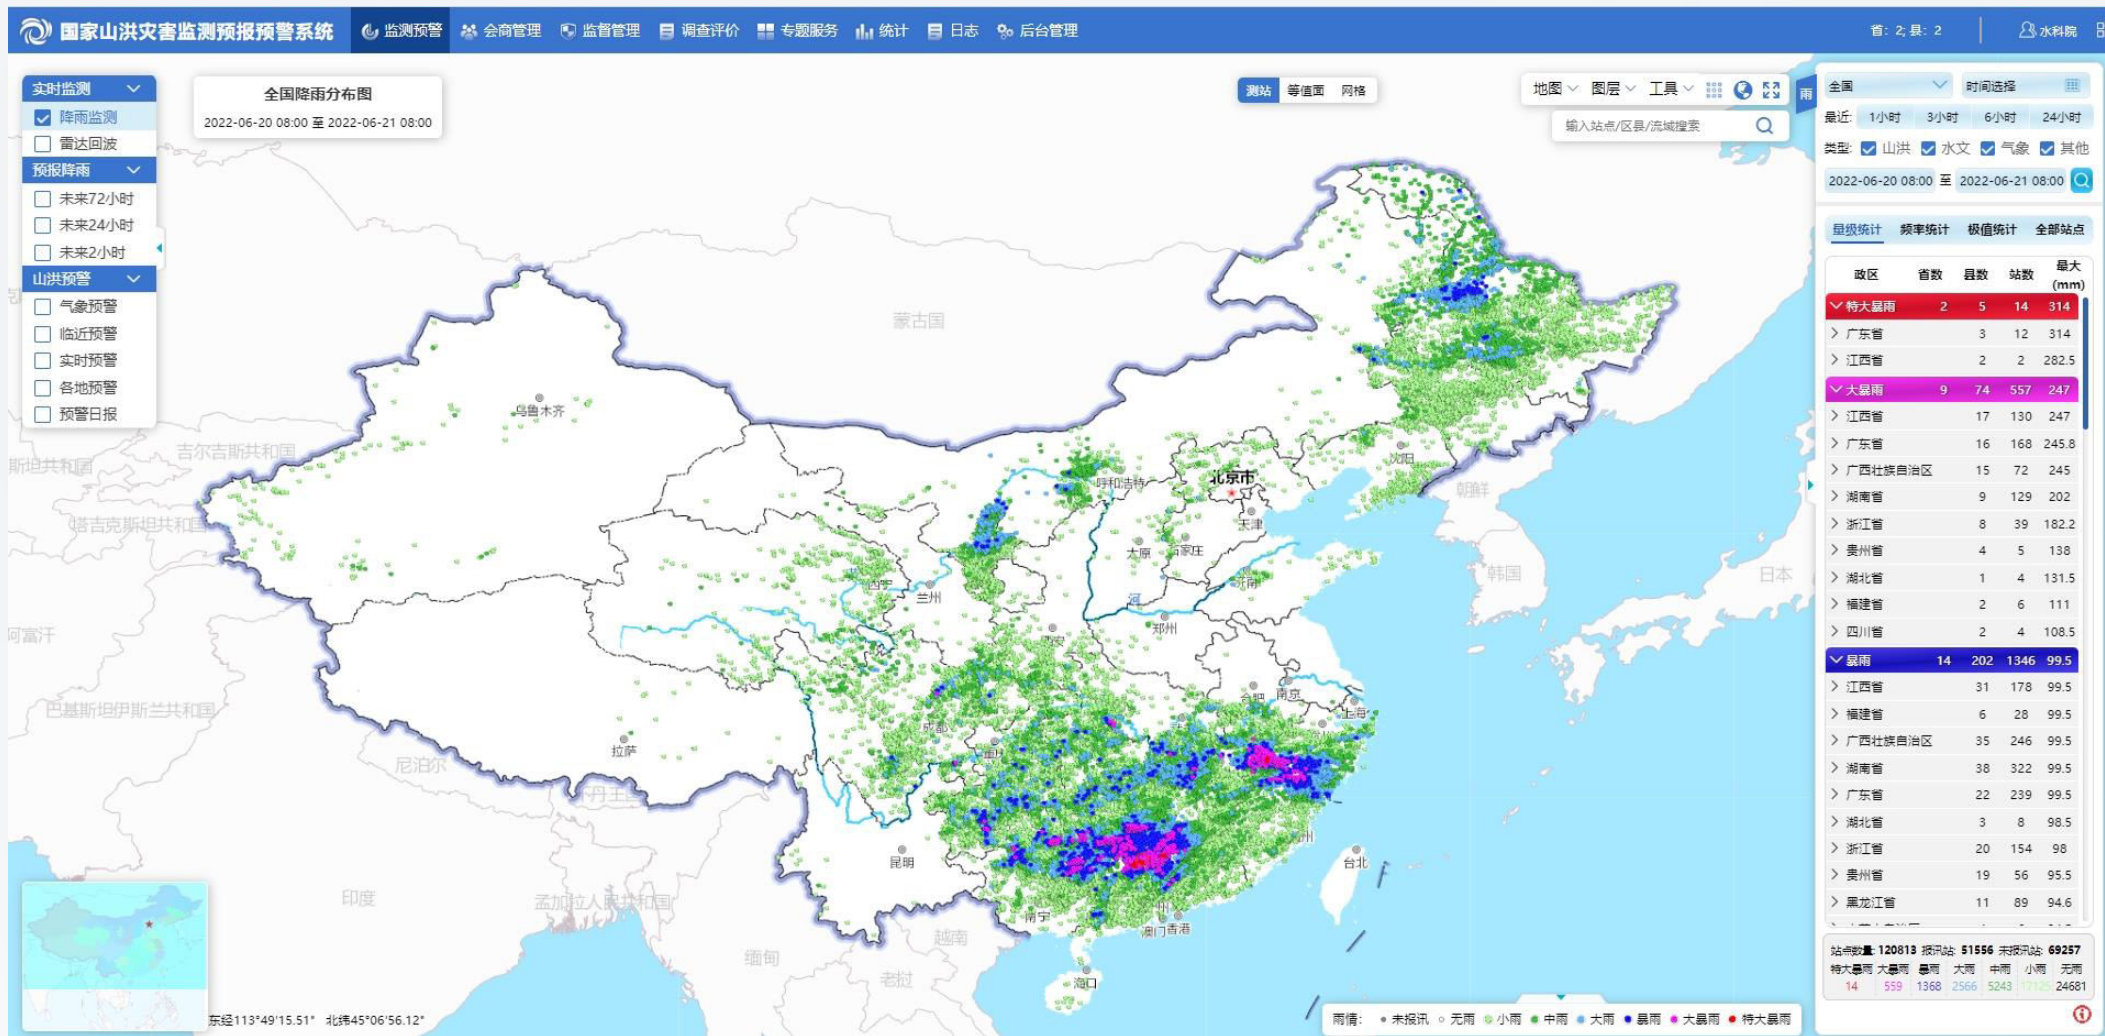 国家山洪灾害监测预报预警系统 监测预警 会商管理 监督管理 调查评价 专题服务 统计 日志 后台管理 省: 2; 县: 2 水科院
实时监测
降雨监测
雷达回波
预报降雨
未来72小时
未来24小时
未来2小时
山洪预警
气象预警
临近预警
实时预警
各地预警
预警日报
全国降雨分布图
2022-06-20 08:00 至 2022-06-21 08:00
测站 等值面 网格
地图 图层 工具
输入站点/区县/流域搜索
雨
蒙古国
乌鲁木齐
吉尔吉斯共和国
斯坦共和国
塔吉克斯坦共和国
阿富汗
巴基斯坦伊斯兰共和国
呼和浩特
北京市
天津
沈阳
朝鲜
韩国
日本
太原
石家庄
济南
西宁
兰州
河
郑州
西安
合肥
南京
上海
成都
重庆
拉萨
尼泊尔
不丹王国
昆明
台北
印度
孟加拉人民共和国
南宁
澳门
香港
越南
缅甸
老挝
海口
东经113°49'15.51" 北纬45°06'56.12"
雨情: 未报讯 无雨 小雨 中雨 大雨 暴雨 大暴雨 特大暴雨
全国 时间选择
最近: 1小时 3小时 6小时 24小时
类型: 山洪 水文 气象 其他
2022-06-20 08:00 至 2022-06-21 08:00
量级统计 频率统计 极值统计 全部站点
政区 省数 县数 站数 最大(mm)
特大暴雨 2 5 14 314
广东省 3 12 314
江西省 2 2 282.5
大暴雨 9 74 557 247
江西省 17 130 247
广东省 16 168 245.8
广西壮族自治区 15 72 245
湖南省 9 129 202
浙江省 8 39 182.2
贵州省 4 5 138
湖北省 1 4 131.5
福建省 2 6 111
四川省 2 4 108.5
暴雨 14 202 1346 99.5
江西省 31 178 99.5
福建省 6 28 99.5
广西壮族自治区 35 246 99.5
湖南省 38 322 99.5
广东省 22 239 99.5
湖北省 3 8 98.5
浙江省 20 154 98
贵州省 19 56 95.5
黑龙江省 11 89 94.6
站点数量: 120813 报讯站: 51556 未报讯站: 69257
特大暴雨 大暴雨 暴雨 大雨 中雨 小雨 无雨
14 559 1368 2566 5243 17125 24681